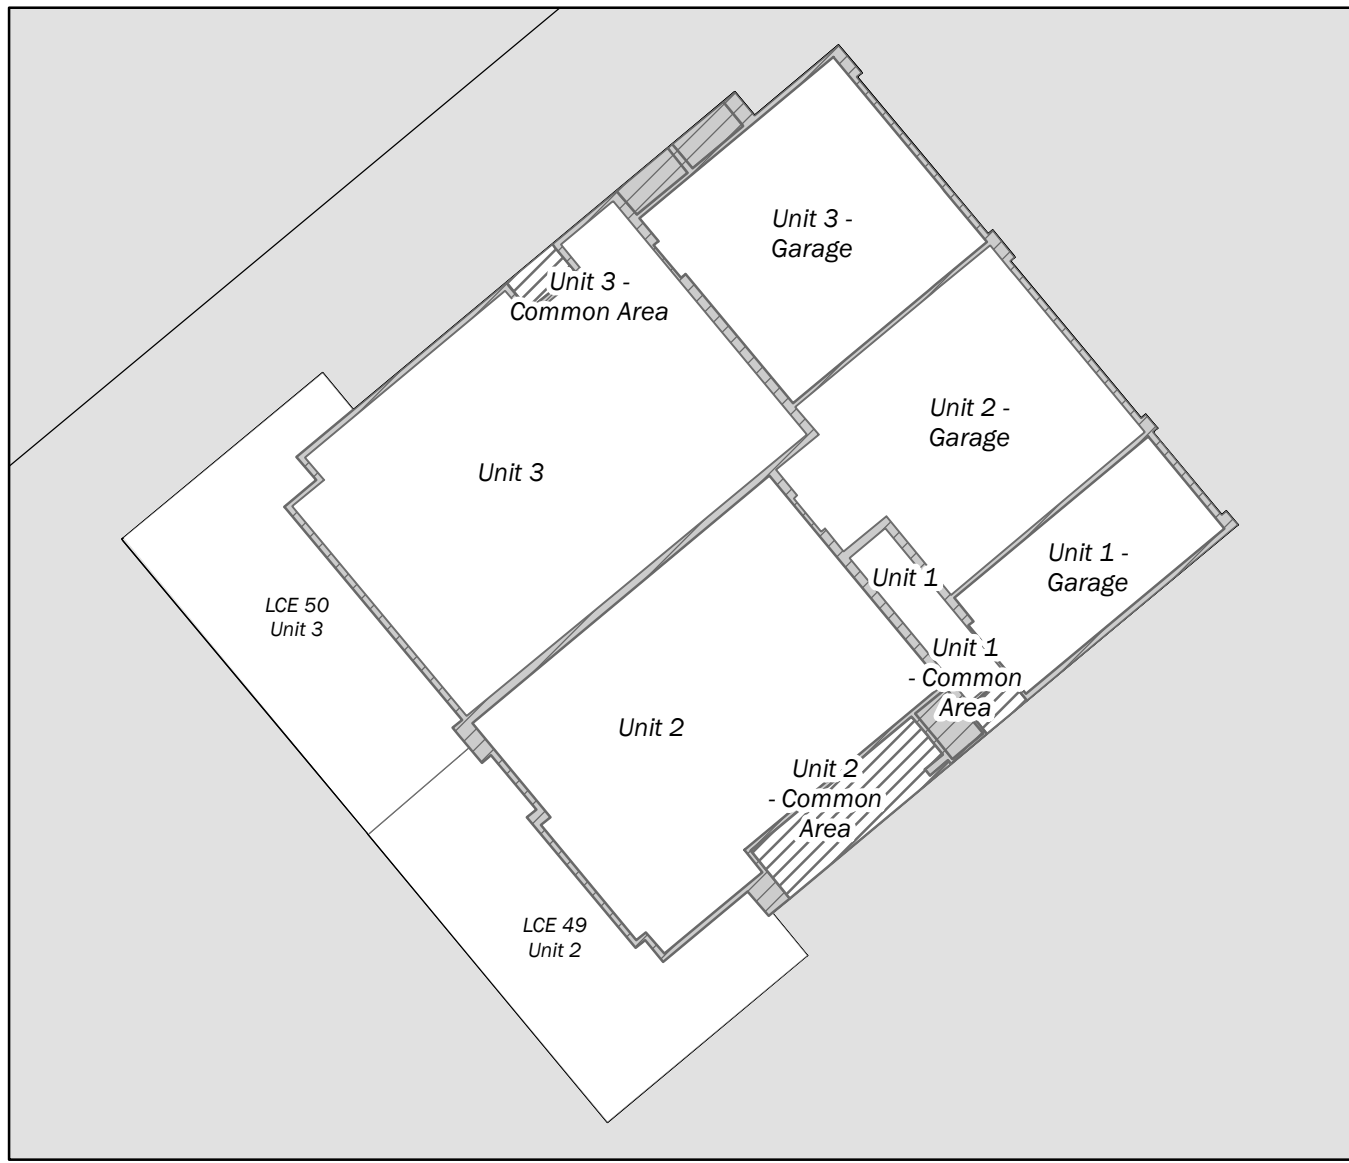 Unit 3 -
Garage
Unit 3 -
Common Area
Unit 2 -
Garage
Unit 3
Unit 1 -
Garage
Unit 1
LCE 50
Unit 3
Unit 1
- Common
Area
Unit 2
Unit 2
- Common
Area
LCE 49
Unit 2